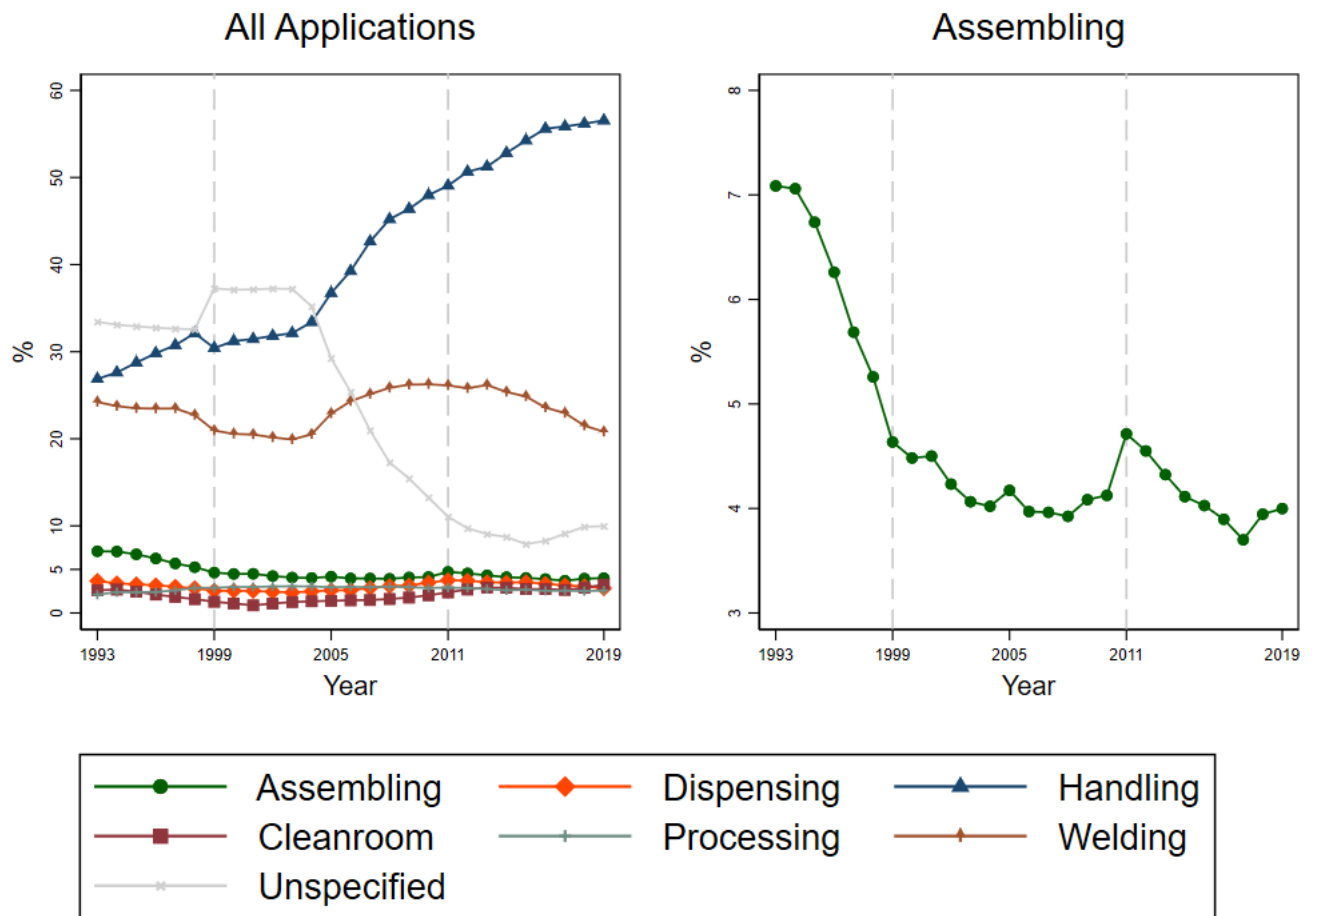 All Applications
%
60
50
40
30
20
10
5
0
1993 1999 2005 2011 2019
Year
Assembling
%
8
7
6
5
4
3
1993 1999 2005 2011 2019
Year
Assembling Dispensing Handling
Cleanroom Processing Welding
Unspecified